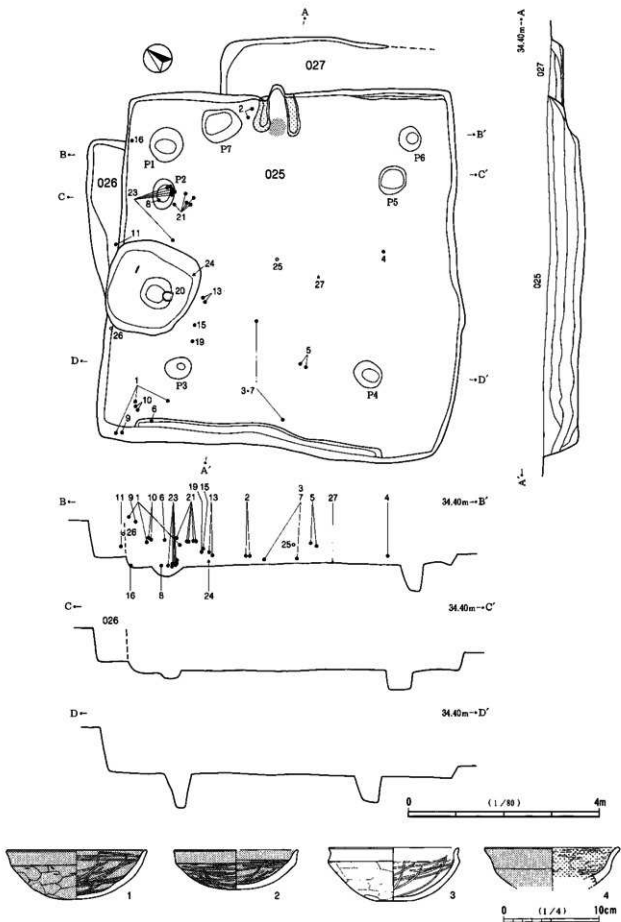 A
027
34.40m→A
027
2
16
P1
P7
B←
→B′
P6
025
026
C←
P2
→C′
23
8
21
P5
11
24
25
4
27
20
13
26
15
19
025
D←
5
→D′
P3
P4
3・7
1
10
9
6
A′
A′←
B←
34.40m→B′
11 9 1 10 6 23 21 19 15 13 2 3 7 5 27 4
26
25
16 8 24
C←
026
34.40m→C′
D←
34.40m→D′
0 (1/80) 4m
1 2 3 4
0 (1/4) 10cm